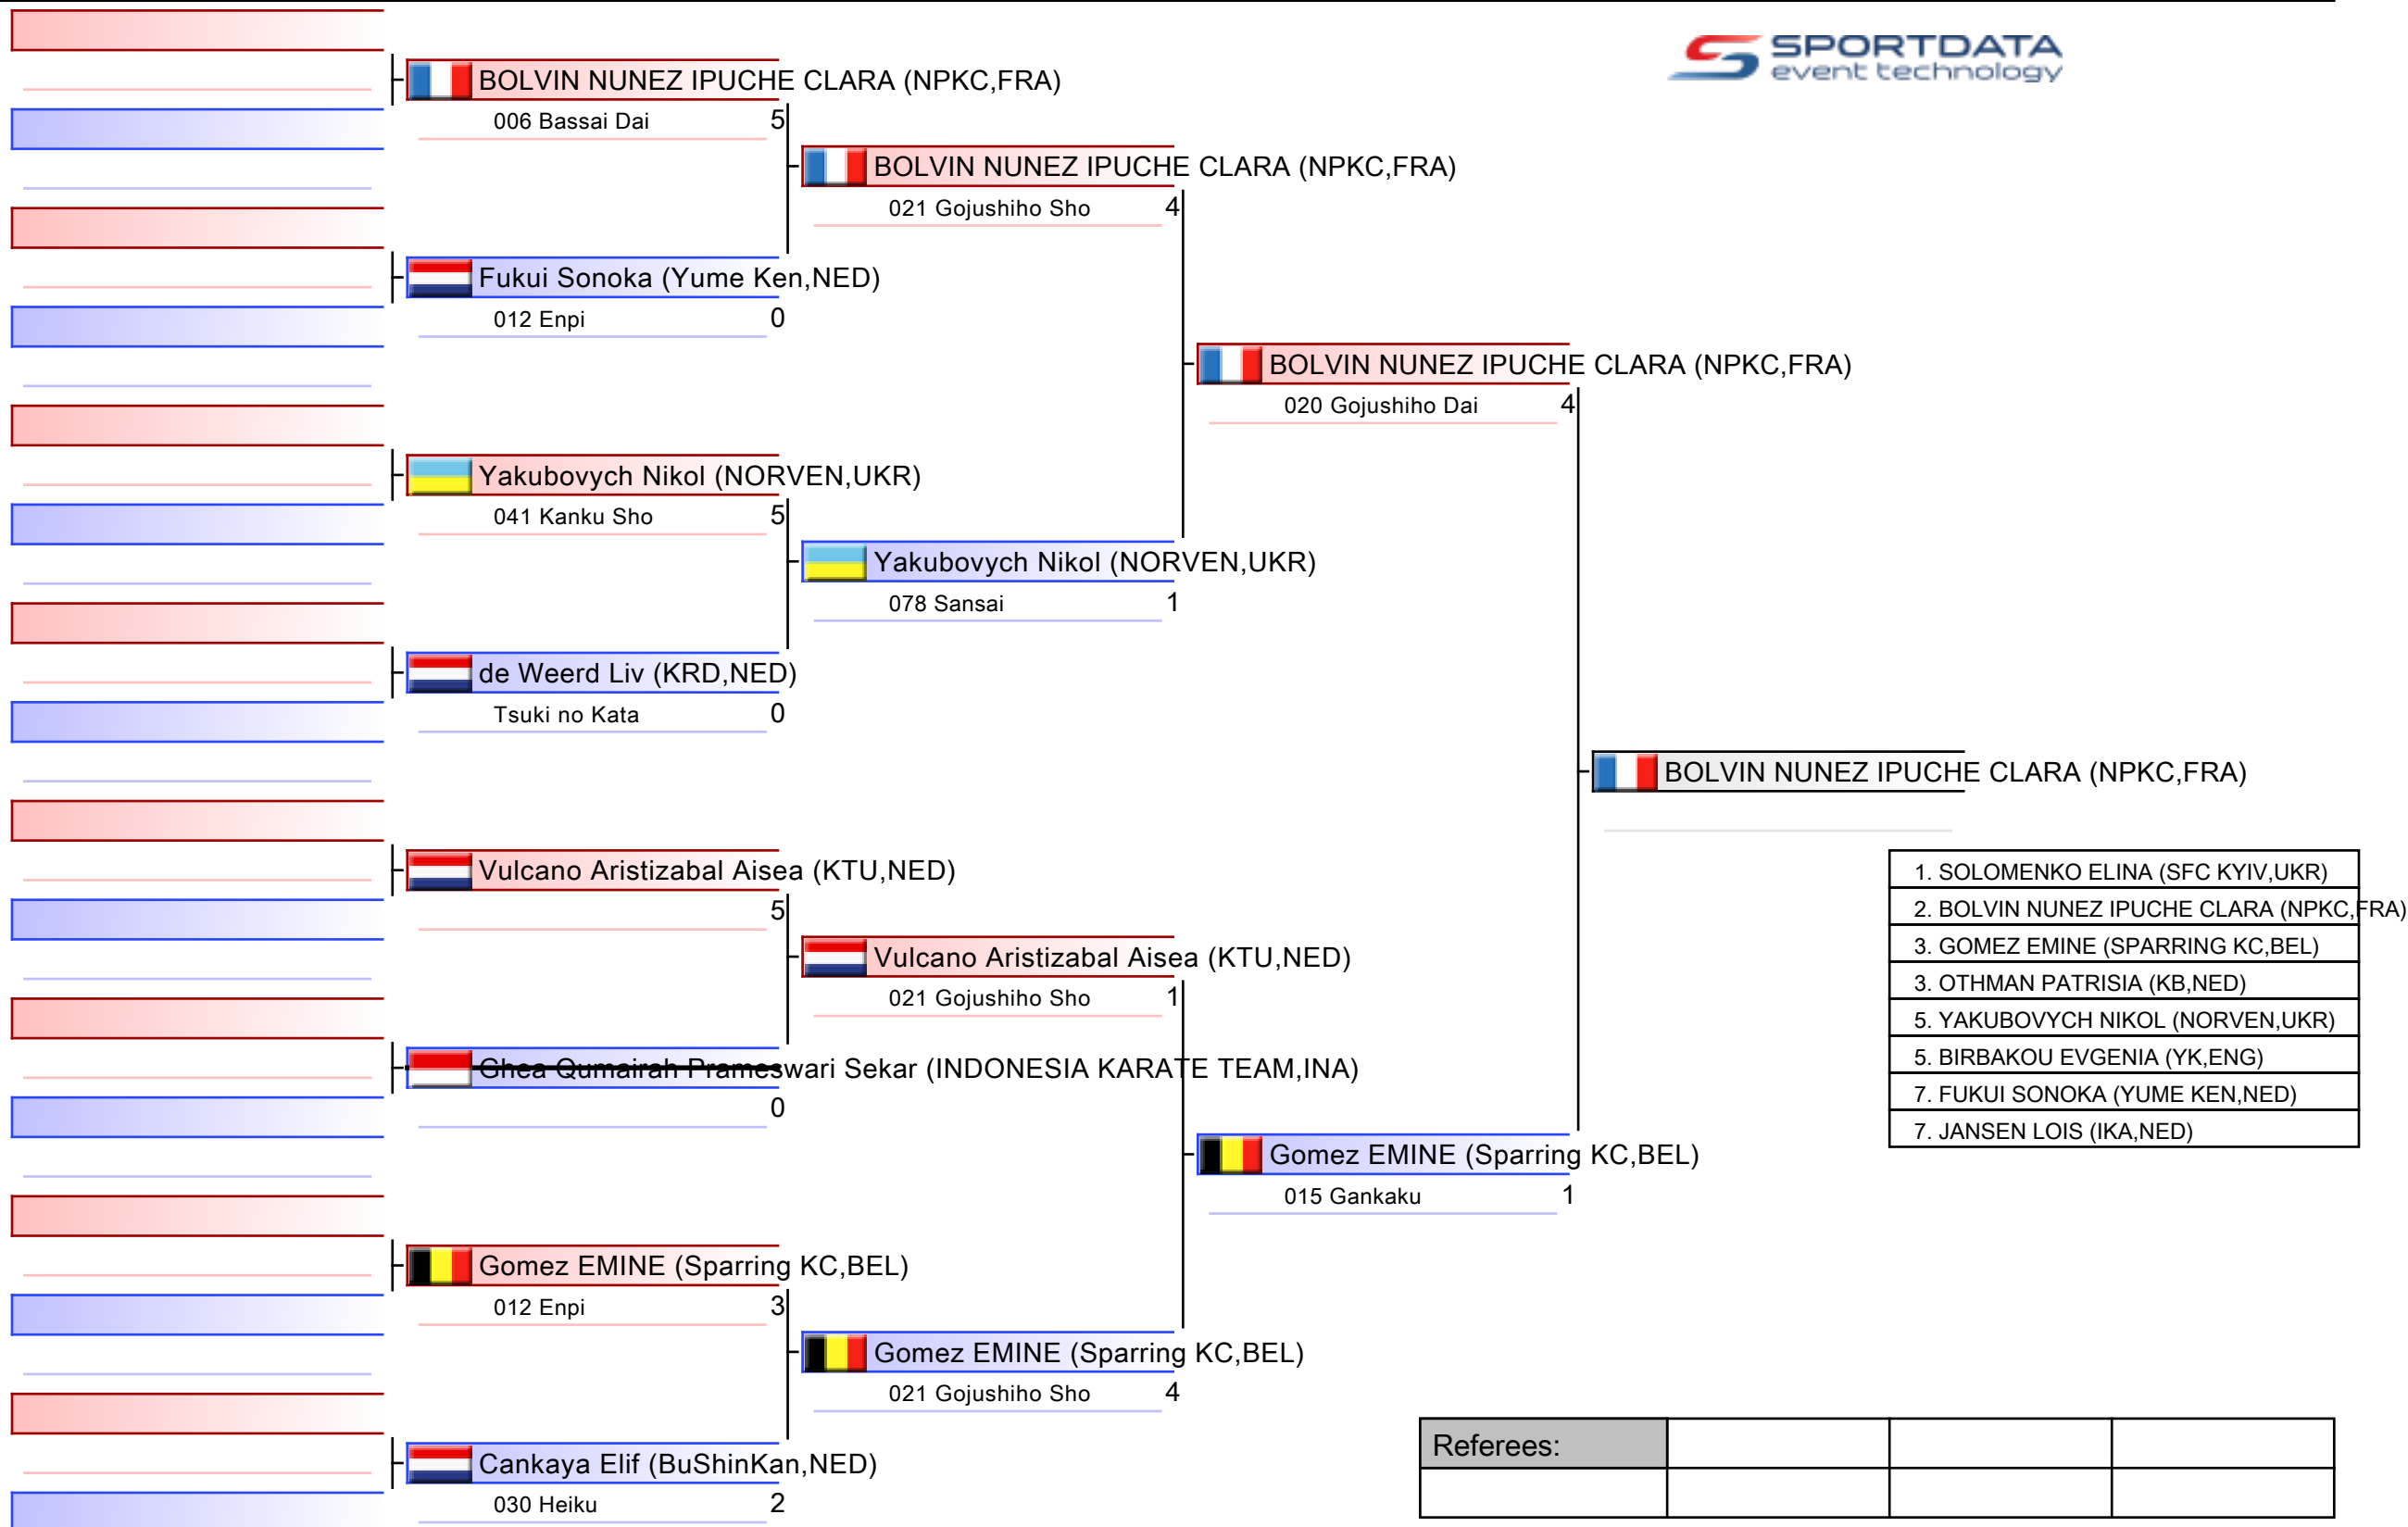 SPORTDATA
event technology
BOLVIN NUNEZ IPUCHE CLARA (NPKC,FRA)
006 Bassai Dai 5
BOLVIN NUNEZ IPUCHE CLARA (NPKC,FRA)
021 Gojushiho Sho 4
Fukui Sonoka (Yume Ken,NED)
012 Enpi 0
BOLVIN NUNEZ IPUCHE CLARA (NPKC,FRA)
020 Gojushiho Dai 4
Yakubovych Nikol (NORVEN,UKR)
041 Kanku Sho 5
Yakubovych Nikol (NORVEN,UKR)
078 Sansai 1
de Weerd Liv (KRD,NED)
Tsuki no Kata 0
BOLVIN NUNEZ IPUCHE CLARA (NPKC,FRA)
Vulcano Aristizabal Aisea (KTU,NED)
5
Vulcano Aristizabal Aisea (KTU,NED)
021 Gojushiho Sho 1
Ghea Qumairah Prameswari Sekar (INDONESIA KARATE TEAM,INA)
0
Gomez EMINE (Sparring KC,BEL)
015 Gankaku 1
Gomez EMINE (Sparring KC,BEL)
012 Enpi 3
Gomez EMINE (Sparring KC,BEL)
021 Gojushiho Sho 4
Cankaya Elif (BuShinKan,NED)
030 Heiku 2
1. SOLOMENKO ELINA (SFC KYIV,UKR)
2. BOLVIN NUNEZ IPUCHE CLARA (NPKC,FRA)
3. GOMEZ EMINE (SPARRING KC,BEL)
3. OTHMAN PATRISIA (KB,NED)
5. YAKUBOVYCH NIKOL (NORVEN,UKR)
5. BIRBAKOU EVGENIA (YK,ENG)
7. FUKUI SONOKA (YUME KEN,NED)
7. JANSEN LOIS (IKA,NED)
Referees: